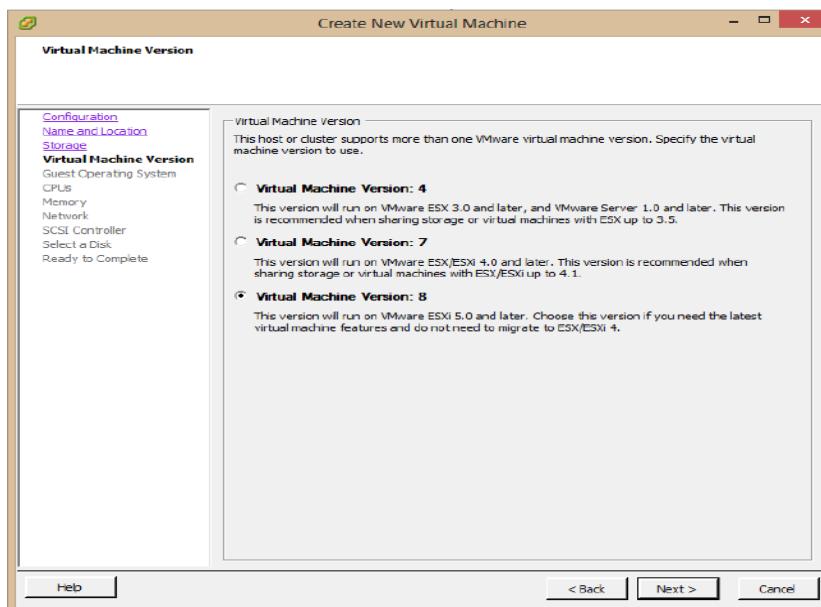 Create New Virtual Machine
Virtual Machine Version
Configuration
Name and Location
Storage
Virtual Machine Version
Guest Operating System
CPUs
Memory
Network
SCSI Controller
Select a Disk
Ready to Complete
Virtual Machine Version
This host or cluster supports more than one VMware virtual machine version. Specify the virtual
machine version to use.
Virtual Machine Version: 4
This version will run on VMware ESX 3.0 and later, and VMware Server 1.0 and later. This version
is recommended when sharing storage or virtual machines with ESX up to 3.5.
Virtual Machine Version: 7
This version will run on VMware ESX/ESXi 4.0 and later. This version is recommended when
sharing storage or virtual machines with ESX/ESXi up to 4.1.
Virtual Machine Version: 8
This version will run on VMware ESXi 5.0 and later. Choose this version if you need the latest
virtual machine features and do not need to migrate to ESX/ESXi 4.
Help
< Back
Next >
Cancel